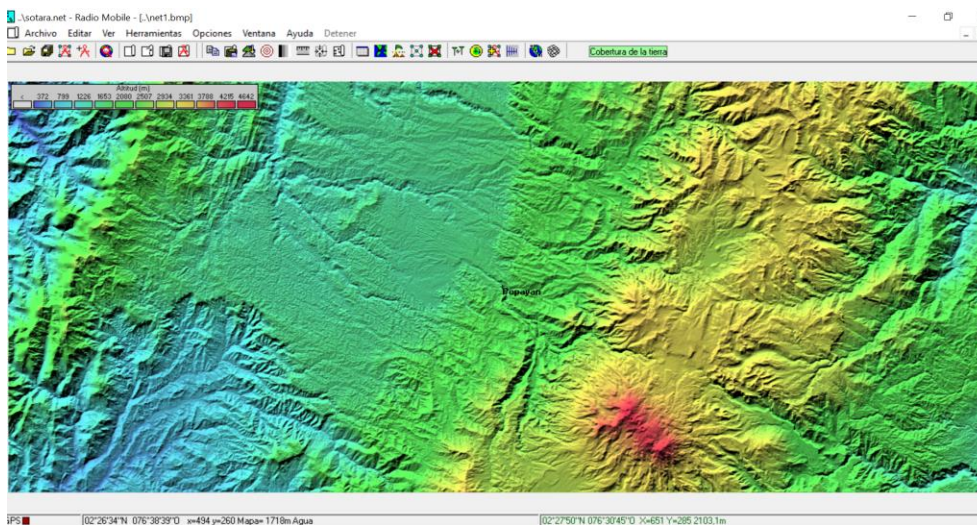 ..\sotara.net - Radio Mobile - [..\net1.bmp]
Archivo Editar Ver Herramientas Opciones Ventana Ayuda Detener
Cobertura de la tierra
Altitud (m)
< 372 799 1226 1653 2080 2507 2934 3361 3788 4215 4642
Popayan
GPS 02°26'34"N 076°38'39"O x=494 y=260 Mapa= 1718m Agua 02°27'50"N 076°30'45"O X=651 Y=285 2103,1m